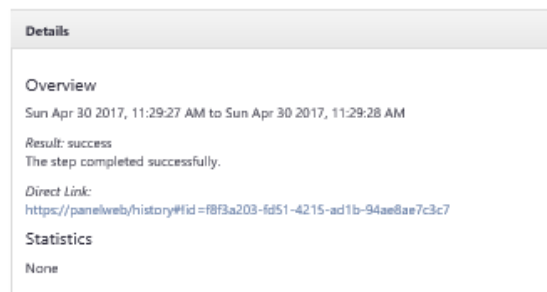 Details
Overview
Sun Apr 30 2017, 11:29:27 AM to Sun Apr 30 2017, 11:29:28 AM
Result: success
The step completed successfully.
Direct Link:
https://panelweb/history#fid=f8f3a203-fd51-4215-ad1b-94ae8ae7c3c7
Statistics
None